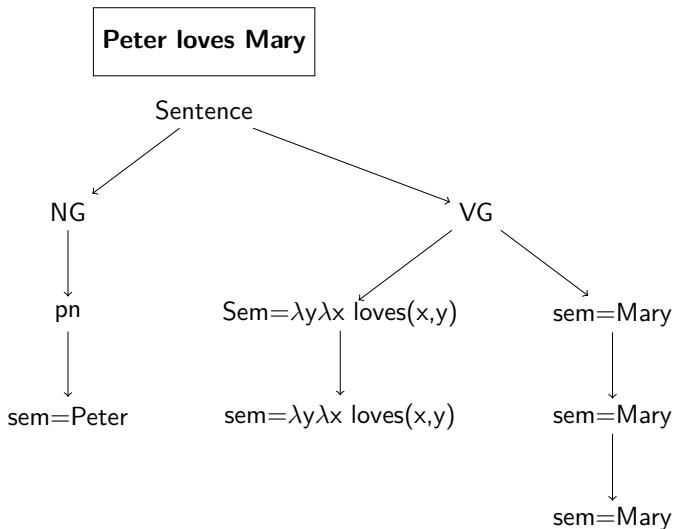 Peter loves Mary
Sentence
NG VG
pn Sem=λyλx loves(x,y) sem=Mary
sem=Peter sem=λyλx loves(x,y) sem=Mary
sem=Mary